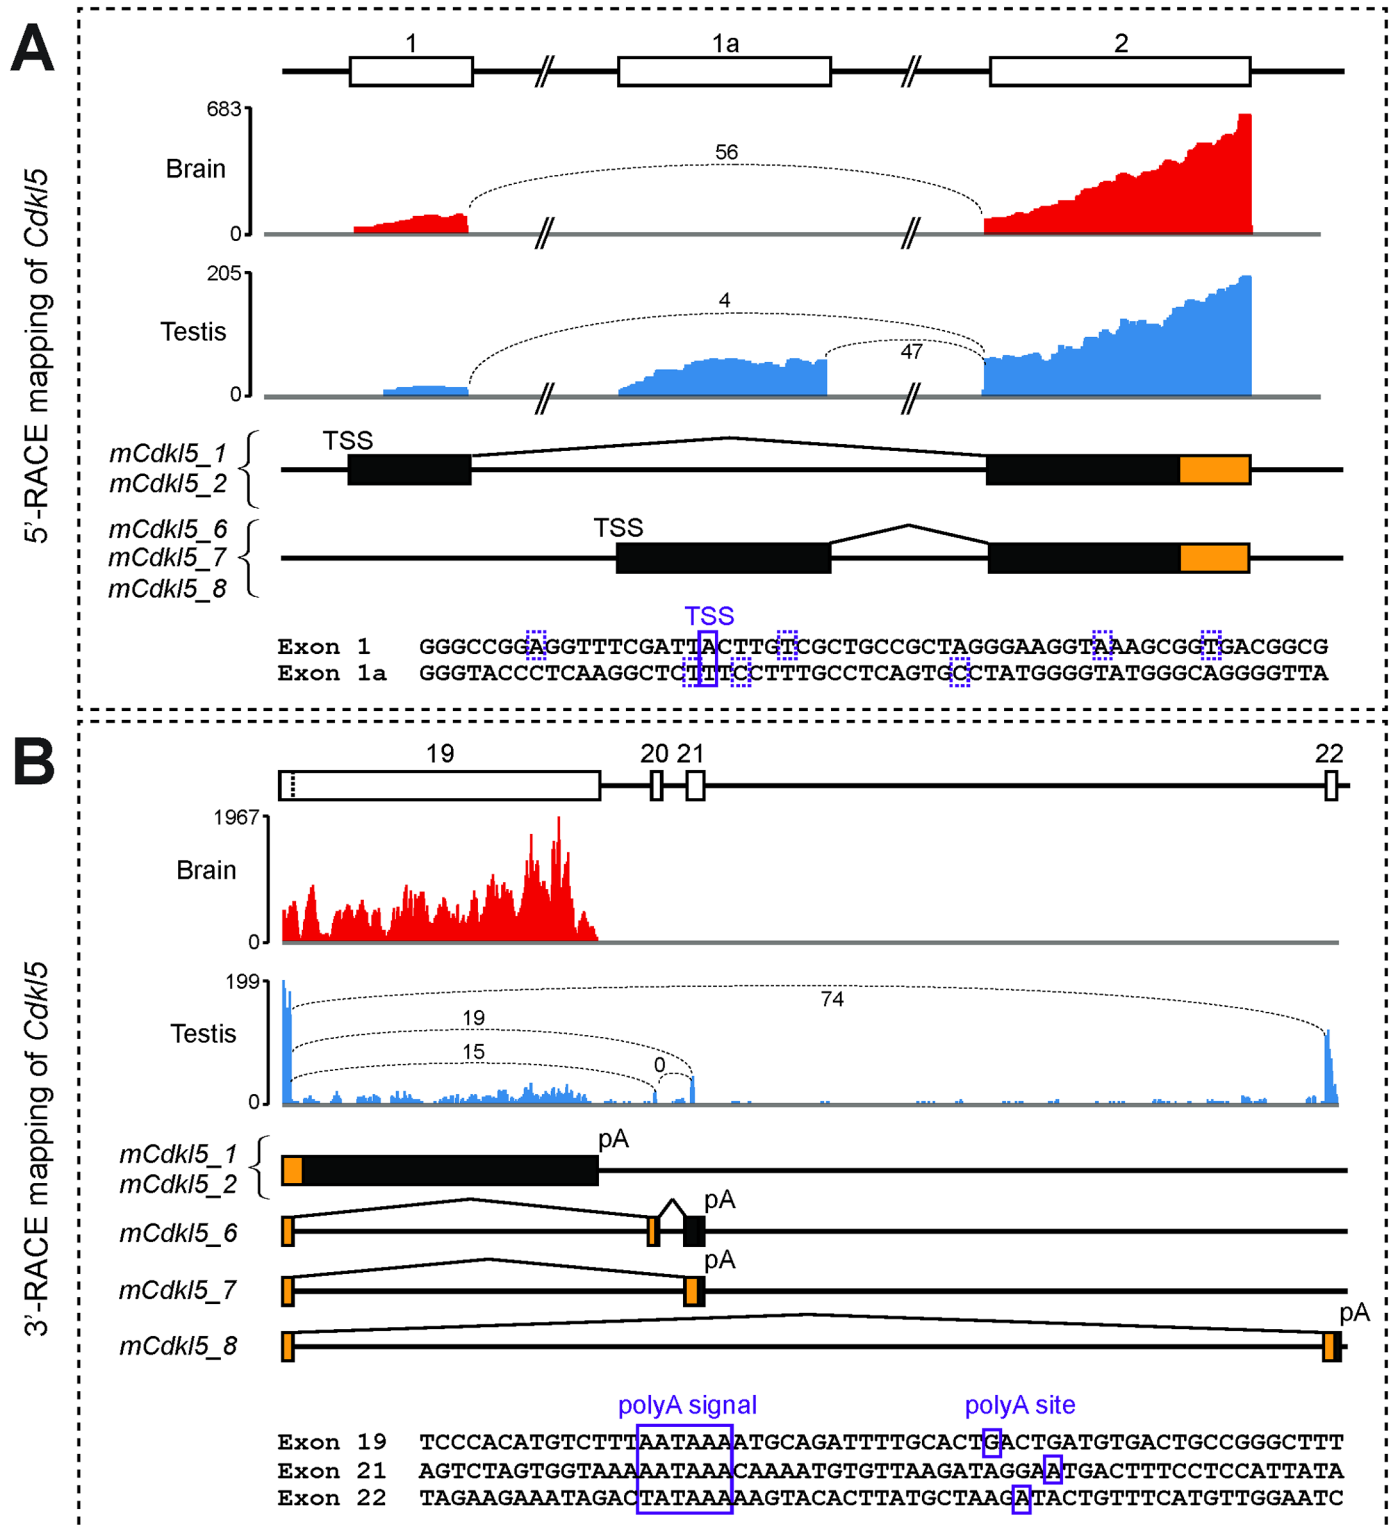 A
5'-RACE mapping of Cdkl5
1 1a 2
683
Brain
56
0
205
Testis
4
47
0
TSS
mCdkl5_1
mCdkl5_2
TSS
mCdkl5_6
mCdkl5_7
mCdkl5_8
TSS
Exon 1 GGGCCGGAGGTTTCGATTACTTGTCGCTGCCGCTAGGGAAGGTAAAGCGGTGACGGCG
Exon 1a GGGTACCCTCAAGGCTCTTTCCTTTGCCTCAGTGCCTATGGGGTATGGGCAGGGGTTA
B
3'-RACE mapping of Cdkl5
19 20 21 22
1967
Brain
0
199
Testis
74
19
15
0
0
mCdkl5_1
mCdkl5_2
pA
mCdkl5_6
pA
mCdkl5_7
pA
mCdkl5_8
pA
polyA signal polyA site
Exon 19 TCCCACATGTCTTTAATAAAATGCAGATTTTGCACTGACTGATGTGACTGCCGGGCTTT
Exon 21 AGTCTAGTGGTAAAAATAAACAAAATGTGTTAAGATAGGAATGACTTTCCTCCATTATA
Exon 22 TAGAAGAAATAGACTATAAAAAGTACACTTATGCTAAGATACTGTTTCATGTTGGAATC